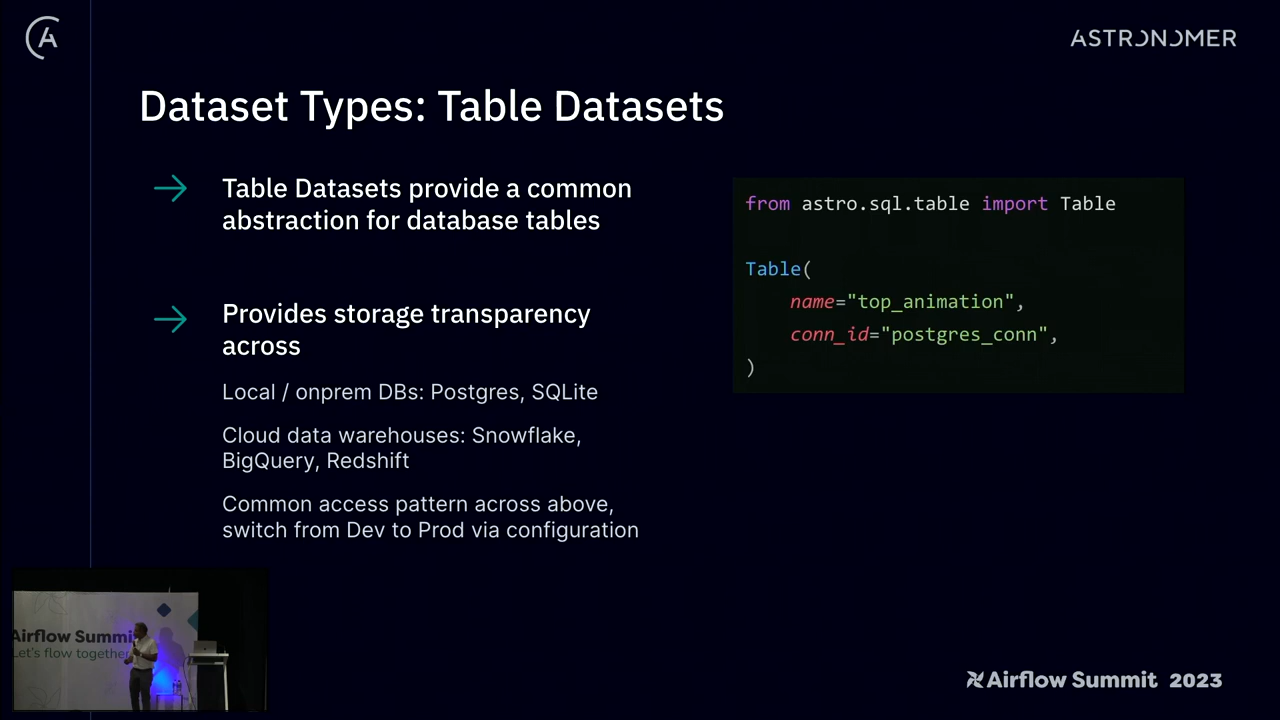 ASTRONOMER
Dataset Types: Table Datasets
Table Datasets provide a common
abstraction for database tables
Provides storage transparency
across
Local / onprem DBs: Postgres, SQLite
Cloud data warehouses: Snowflake,
BigQuery, Redshift
Common access pattern across above,
switch from Dev to Prod via configuration
from astro.sql.table import Table
Table(
name="top_animation",
conn_id="postgres_conn",
)
Airflow Summit
Let's flow together
Airflow Summit 2023